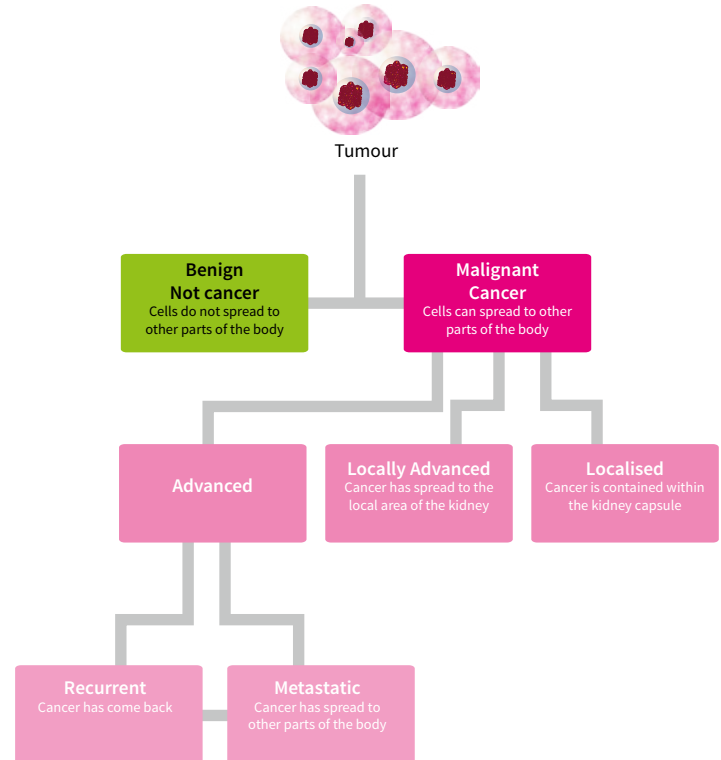 Tumour
Benign
Not cancer
Cells do not spread to
other parts of the body
Malignant
Cancer
Cells can spread to other
parts of the body
Advanced
Locally Advanced
Cancer has spread to the
local area of the kidney
Localised
Cancer is contained within
the kidney capsule
Recurrent
Cancer has come back
Metastatic
Cancer has spread to
other parts of the body